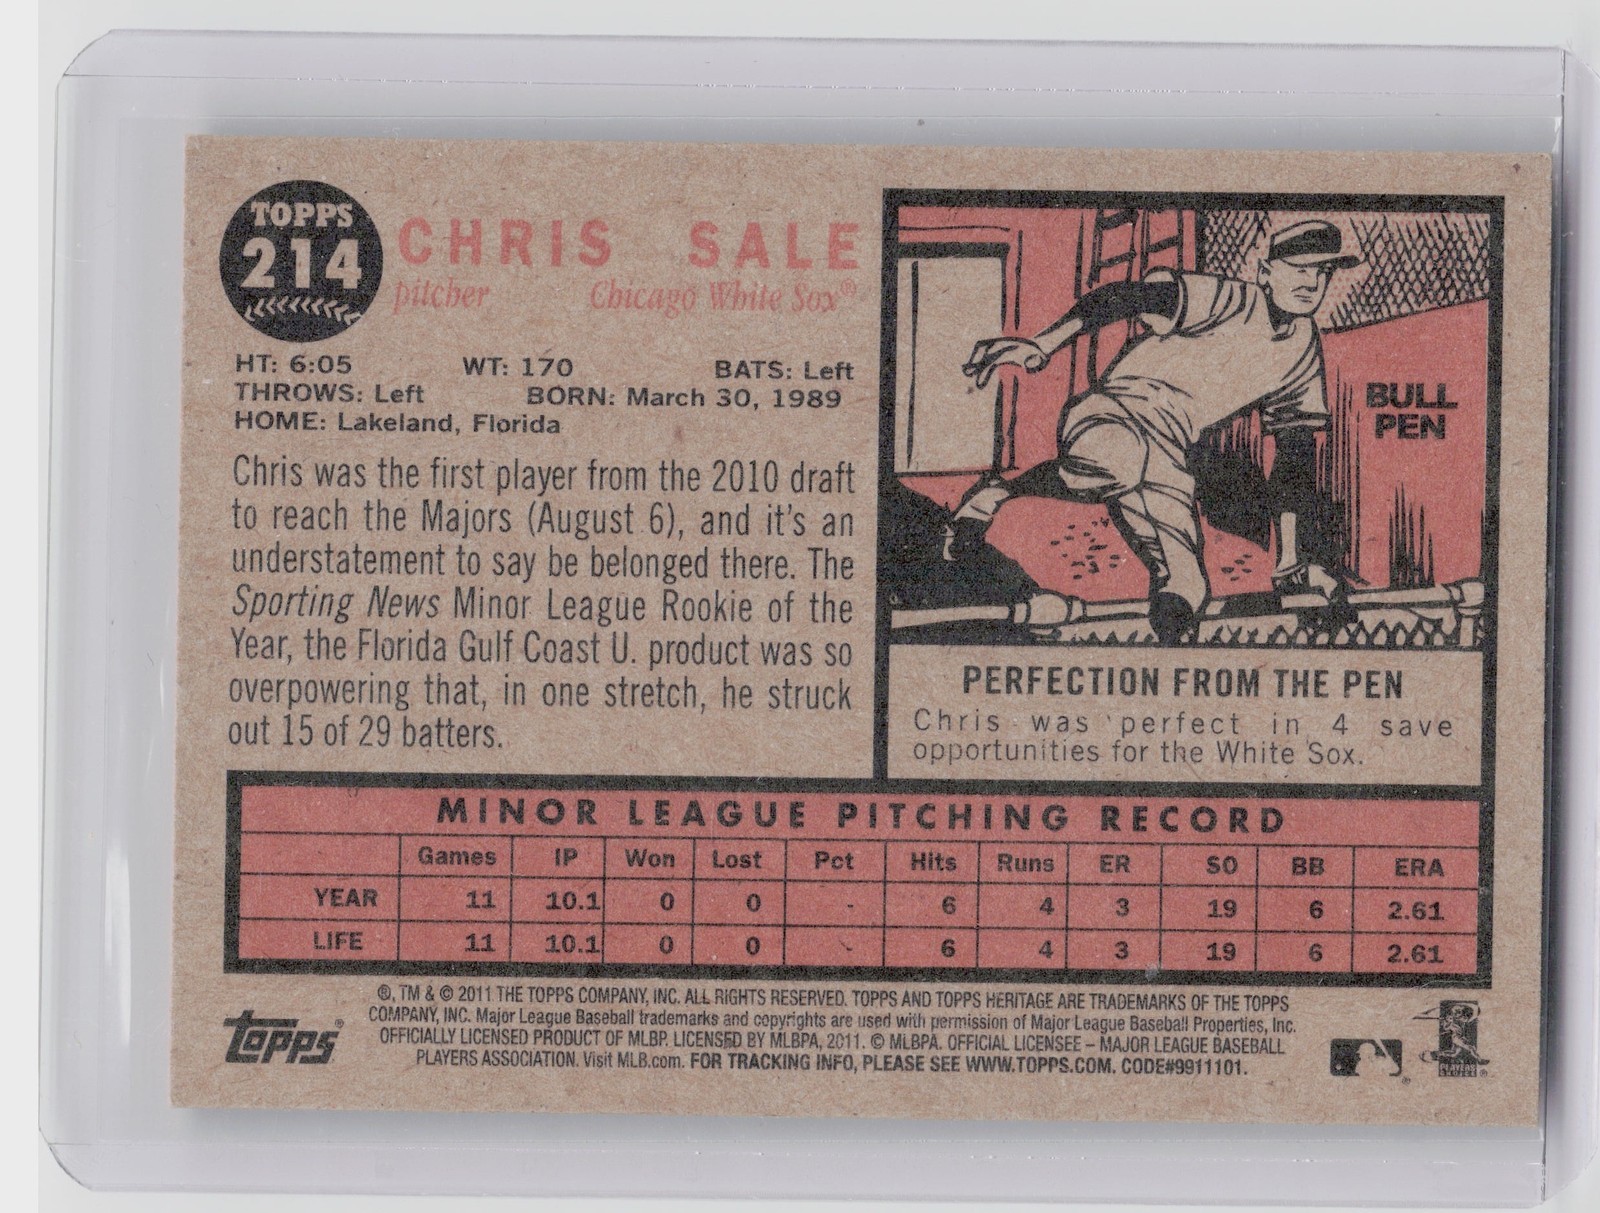 TOPPS
214
CHRIS SALE
pitcher Chicago White Sox®
HT: 6:05 WT: 170 BATS: Left
THROWS: Left BORN: March 30, 1989
HOME: Lakeland, Florida
Chris was the first player from the 2010 draft
to reach the Majors (August 6), and it's an
understatement to say be belonged there. The
Sporting News Minor League Rookie of the
Year, the Florida Gulf Coast U. product was so
overpowering that, in one stretch, he struck
out 15 of 29 batters.
BULL
PEN
PERFECTION FROM THE PEN
Chris was perfect in 4 save
opportunities for the White Sox.
MINOR LEAGUE PITCHING RECORD
Games IP Won Lost Pct Hits Runs ER SO BB ERA
YEAR 11 10.1 0 0 - 6 4 3 19 6 2.61
LIFE 11 10.1 0 0 - 6 4 3 19 6 2.61
®, TM & © 2011 THE TOPPS COMPANY, INC. ALL RIGHTS RESERVED. TOPPS AND TOPPS HERITAGE ARE TRADEMARKS OF THE TOPPS
COMPANY, INC. Major League Baseball trademarks and copyrights are used with permission of Major League Baseball Properties, Inc.
OFFICIALLY LICENSED PRODUCT OF MLBP. LICENSED BY MLBPA, 2011. © MLBPA. OFFICIAL LICENSEE – MAJOR LEAGUE BASEBALL
PLAYERS ASSOCIATION. Visit MLB.com. FOR TRACKING INFO, PLEASE SEE WWW.TOPPS.COM. CODE#9911101.
topps®